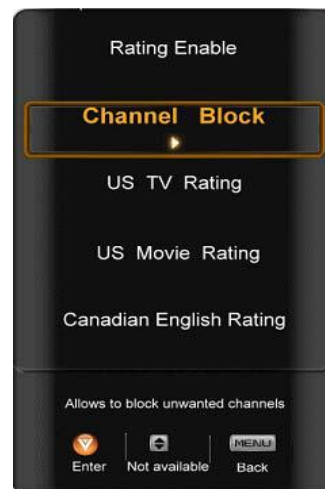 Rating Enable
Channel Block
US TV Rating
US Movie Rating
Canadian English Rating
Allows to block unwanted channels
MENU
Enter Not available Back